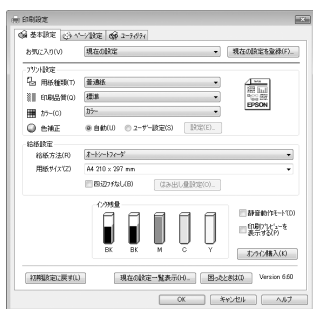 印刷設定
基本設定 ページ設定 ユーティリティ
お気に入り(V) 現在の設定 現在の設定を登録(F)...
プリント設定
用紙種類(T) 普通紙
印刷品質(Q) 標準
カラー(C) カラー
色補正 自動(U) ユーザー設定(S) 設定(E)...
EPSON
給紙設定
給紙方法(R) オートシートフィーダ
用紙サイズ(Z) A4 210 x 297 mm
四辺フチなし(B) はみ出し量設定(O)...
インク残量
BK BK M C Y
静音動作モード(D)
印刷プレビューを
表示する(P)
オンライン購入(K)
初期設定に戻す(L) 現在の設定一覧表示(H)... 困ったときは(I) Version 6.60
OK キャンセル ヘルプ